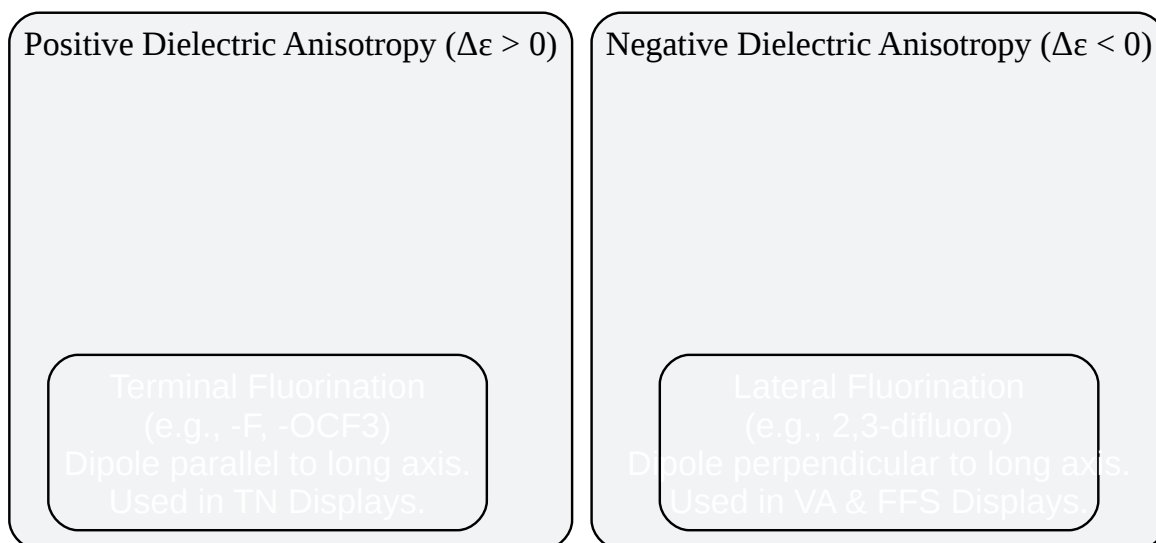 Positive Dielectric Anisotropy (Δε > 0)
Terminal Fluorination
(e.g., -F, -OCF3)
Dipole parallel to long axis.
Used in TN Displays.
Negative Dielectric Anisotropy (Δε < 0)
Lateral Fluorination
(e.g., 2,3-difluoro)
Dipole perpendicular to long axis.
Used in VA & FFS Displays.